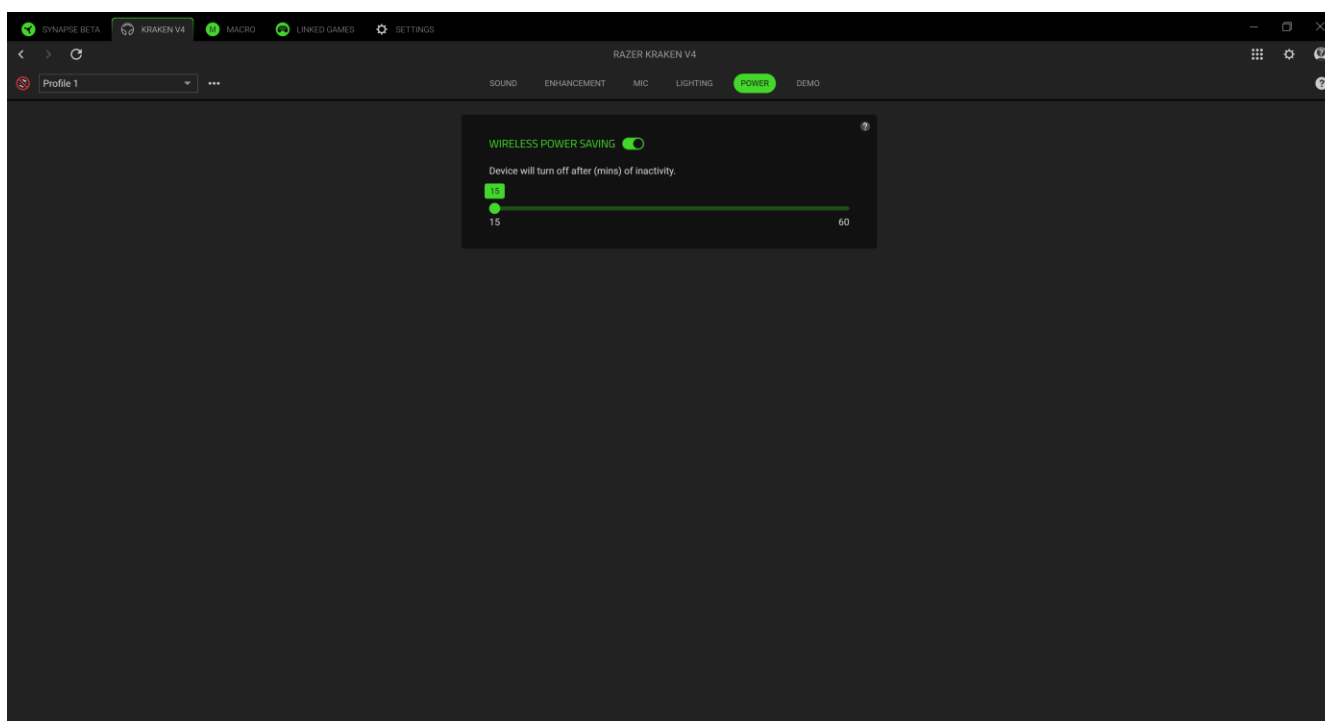 SYNAPSE BETA KRAKEN V4 MACRO LINKED GAMES SETTINGS
RAZER KRAKEN V4
Profile 1 SOUND ENHANCEMENT MIC LIGHTING POWER DEMO
WIRELESS POWER SAVING
Device will turn off after (mins) of inactivity.
15
15 60